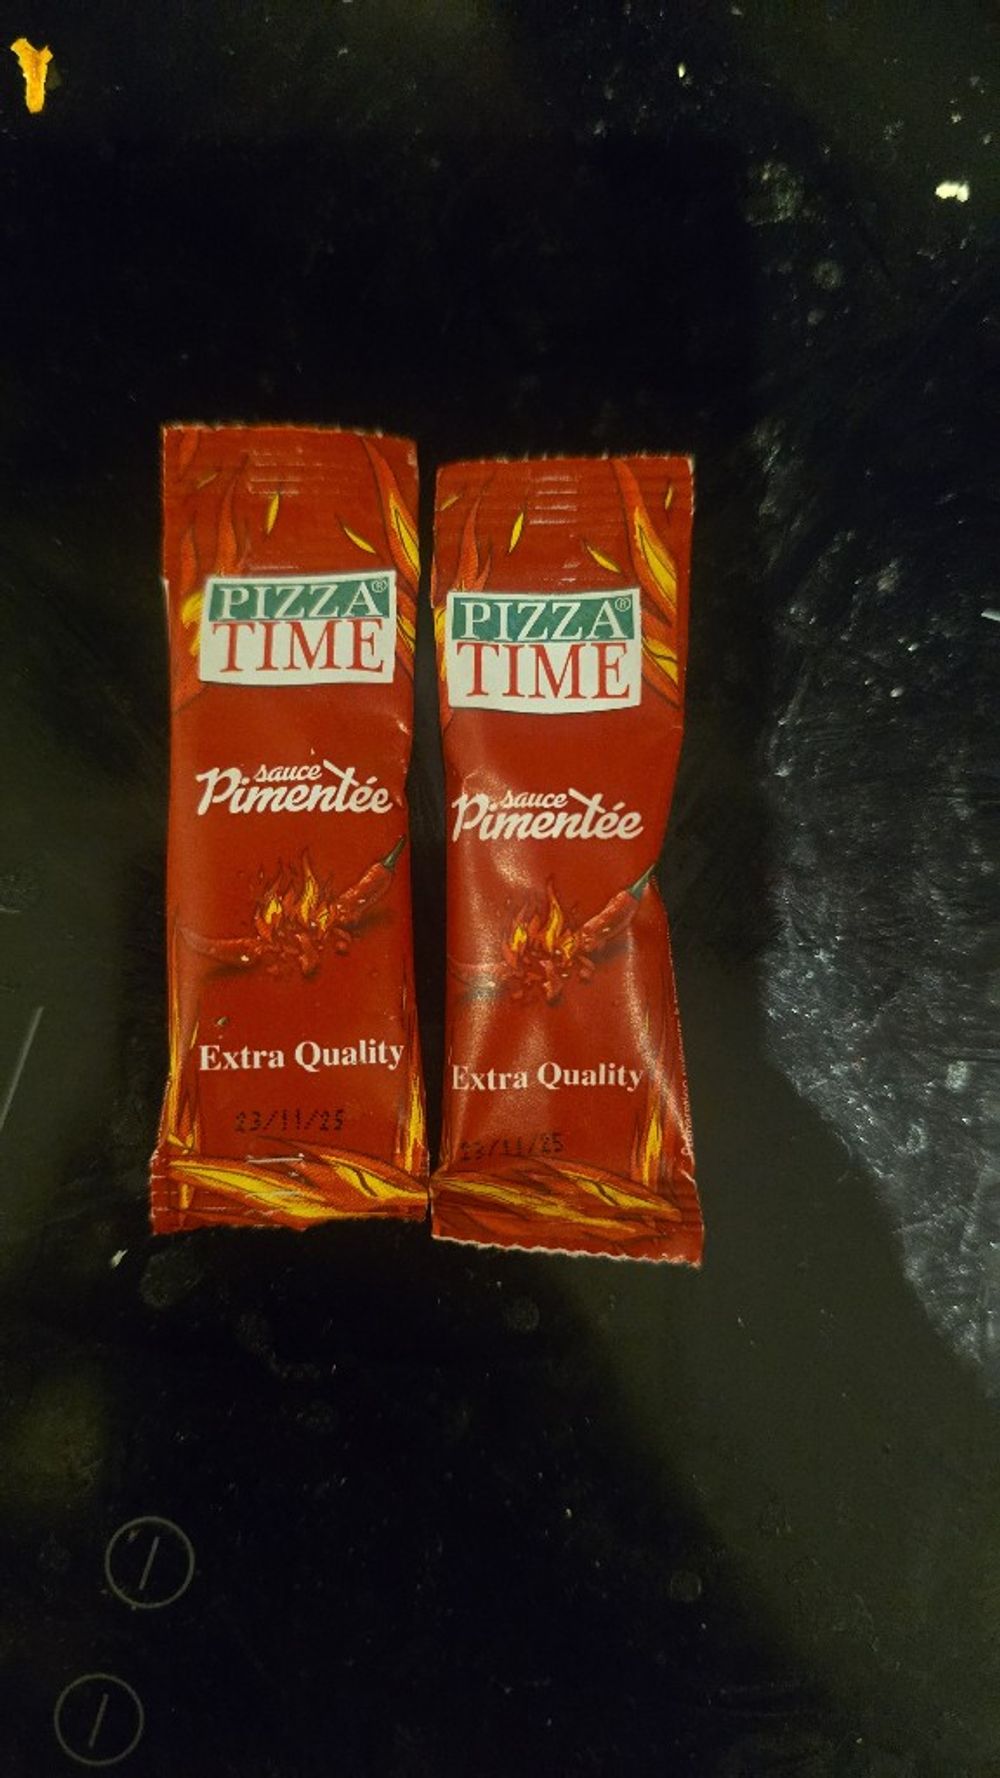 PIZZA®
TIME
sauce
Pimentée
Extra Quality
23/11/25
PIZZA®
TIME
sauce
Pimentée
Extra Quality
23/11/25